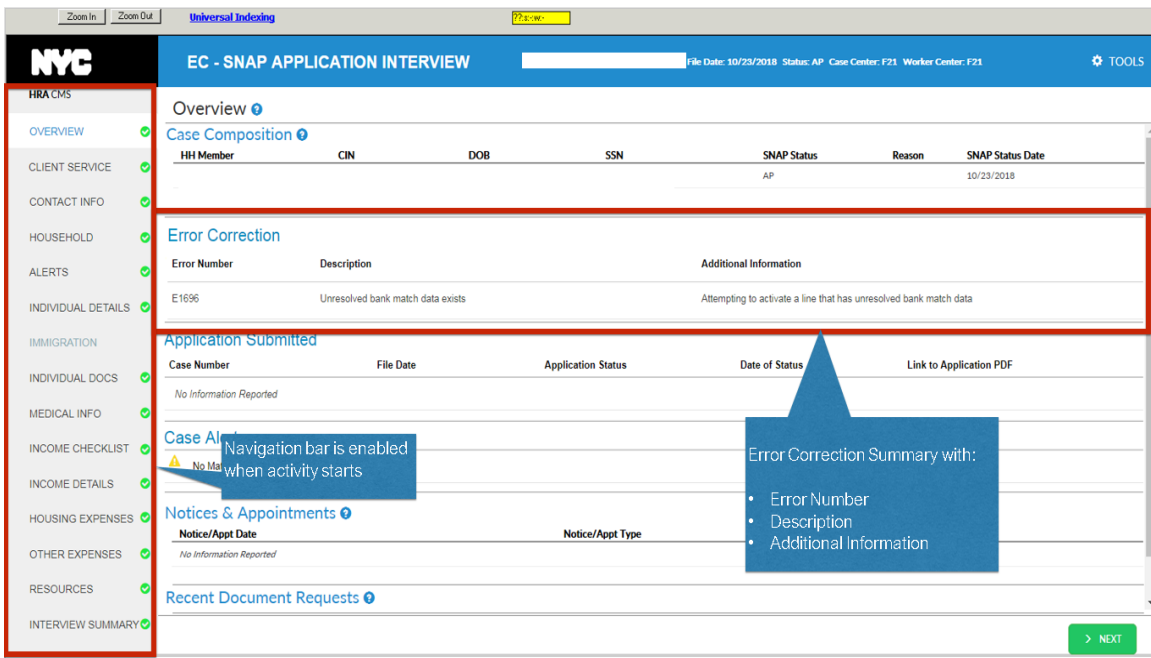 Zoom In Zoom Out Universal Indexing
NYC EC - SNAP APPLICATION INTERVIEW File Date: 10/23/2018 Status: AP Case Center: F21 Worker Center: F21 TOOLS
HRA CMS
OVERVIEW
CLIENT SERVICE
CONTACT INFO
HOUSEHOLD
ALERTS
INDIVIDUAL DETAILS
IMMIGRATION
INDIVIDUAL DOCS
MEDICAL INFO
INCOME CHECKLIST
INCOME DETAILS
HOUSING EXPENSES
OTHER EXPENSES
RESOURCES
INTERVIEW SUMMARY
Overview
Case Composition
HH Member CIN DOB SSN SNAP Status Reason SNAP Status Date
AP 10/23/2018
Error Correction
Error Number Description Additional Information
E1696 Unresolved bank match data exists Attempting to activate a line that has unresolved bank match data
Application Submitted
Case Number File Date Application Status Date of Status Link to Application PDF
No Information Reported
Case
No
Navigation bar is enabled
when activity starts
Error Correction Summary with:
• Error Number
• Description
• Additional Information
Notices & Appointments
Notice/Appt Date Notice/Appt Type
No Information Reported
Recent Document Requests
> NEXT